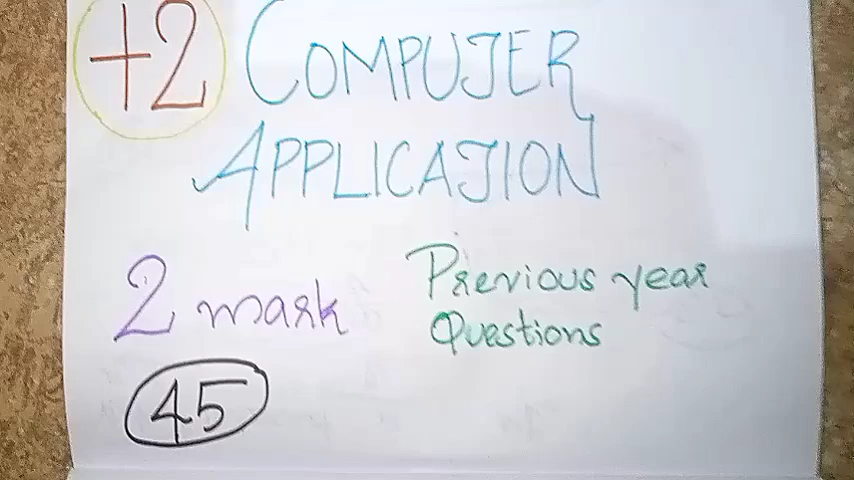 +2 COMPUTER
APPLICATION
2 mark
Previous year
Questions
45